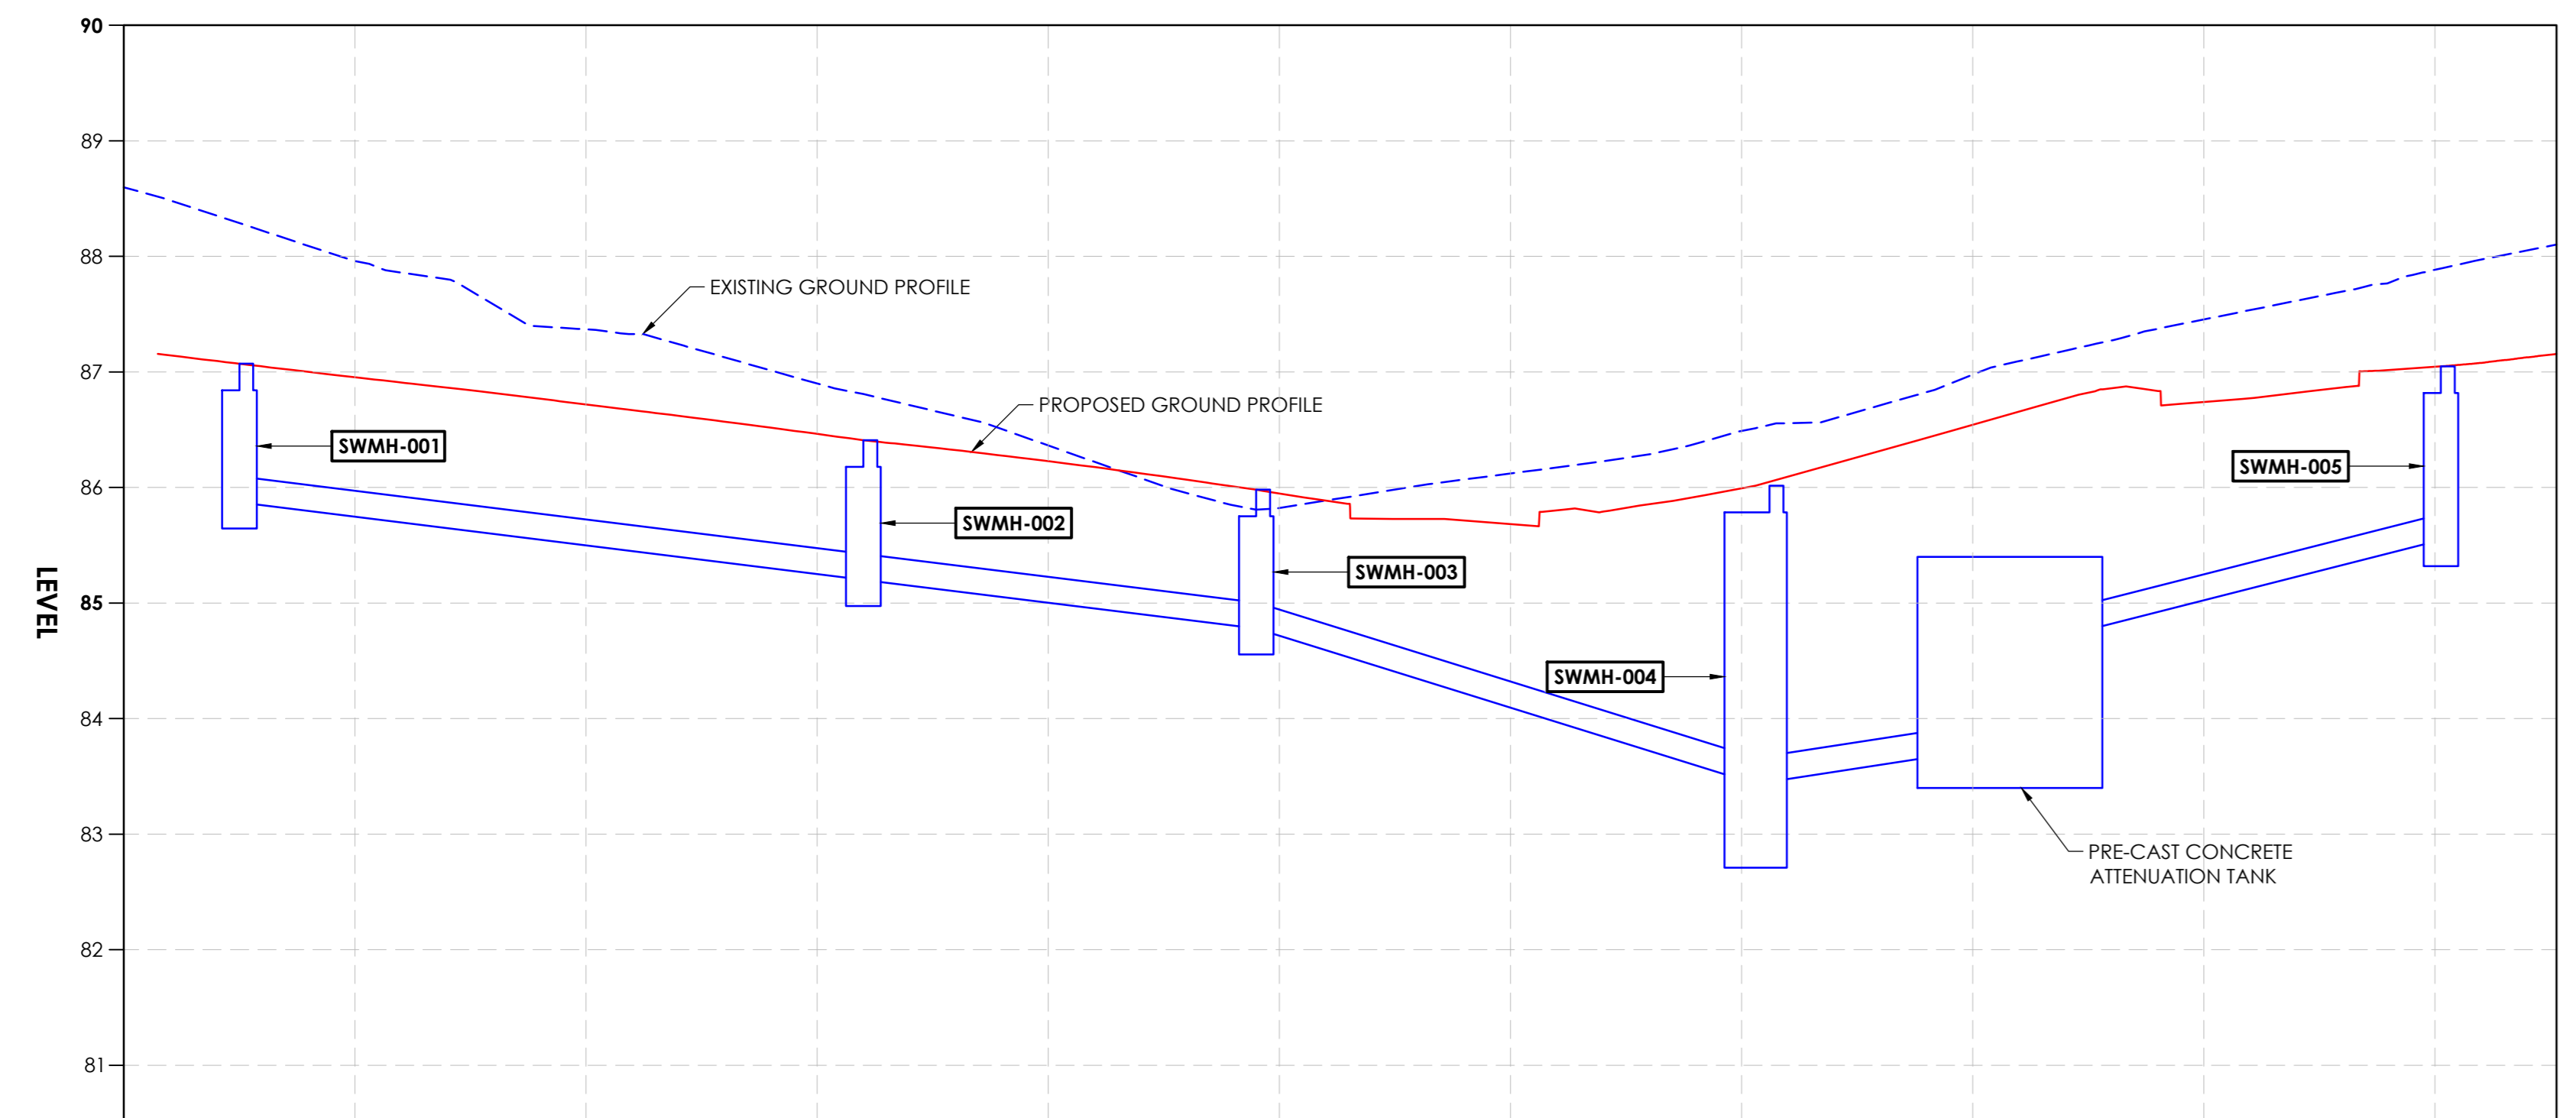 90
89
88
EXISTING GROUND PROFILE
87
PROPOSED GROUND PROFILE
SWMH-001
SWMH-005
86
SWMH-002
SWMH-003
LEVEL
85
SWMH-004
84
83
PRE-CAST CONCRETE
ATTENUATION TANK
82
81